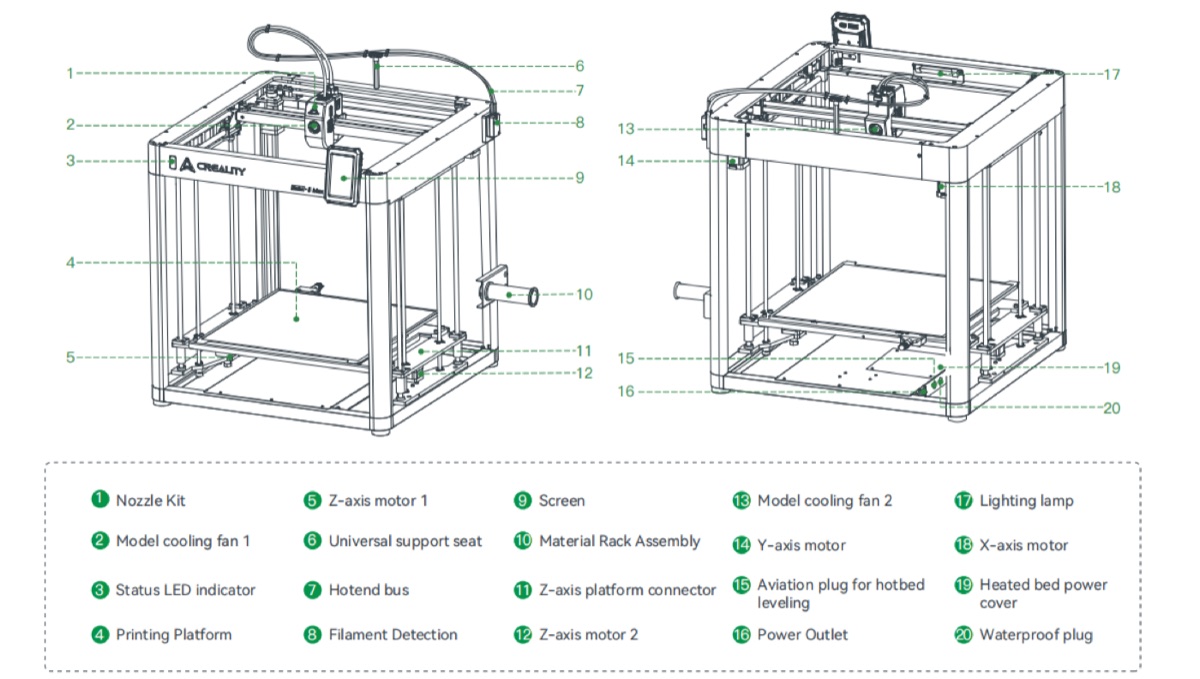 1
2
3
4
5
6
7
8
9
10
11
12
13
14
15
16
17
18
19
20
CREALITY
1 Nozzle Kit
2 Model cooling fan 1
3 Status LED indicator
4 Printing Platform
5 Z-axis motor 1
6 Universal support seat
7 Hotend bus
8 Filament Detection
9 Screen
10 Material Rack Assembly
11 Z-axis platform connector
12 Z-axis motor 2
13 Model cooling fan 2
14 Y-axis motor
15 Aviation plug for hotbed
leveling
16 Power Outlet
17 Lighting lamp
18 X-axis motor
19 Heated bed power
cover
20 Waterproof plug